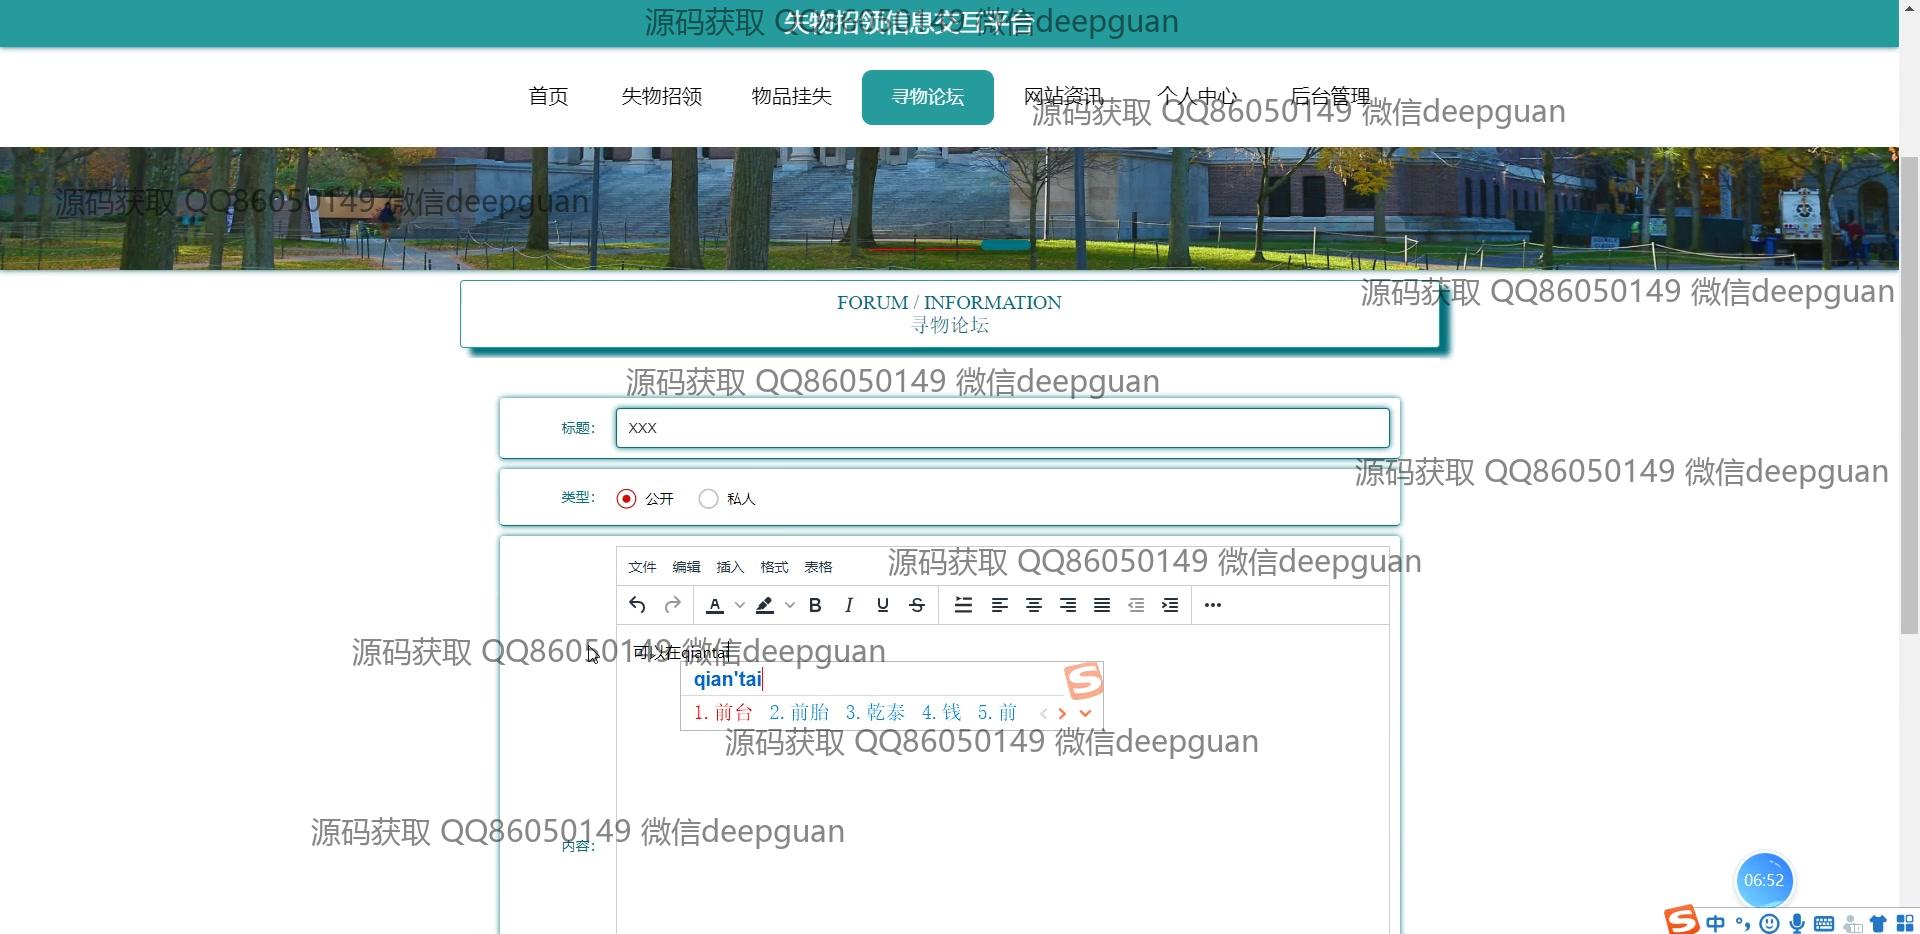 失物招领信息交互平台
源码获取 QQ86050149 微信deepguan
首页 失物招领 物品挂失 寻物论坛 网站资讯 个人中心 后台管理
源码获取 QQ86050149 微信deepguan
源码获取 QQ86050149 微信deepguan
FORUM / INFORMATION
寻物论坛
源码获取 QQ86050149 微信deepguan
源码获取 QQ86050149 微信deepguan
标题: XXX
源码获取 QQ86050149 微信deepguan
类型: 公开 私人
文件 编辑 插入 格式 表格
源码获取 QQ86050149 微信deepguan
A B I U S
可以在qiantai
源码获取 QQ86050149 微信deepguan
qian'tai
1.前台 2.前胎 3.乾泰 4.钱 5.前
源码获取 QQ86050149 微信deepguan
源码获取 QQ86050149 微信deepguan
内容:
06:52
S 中